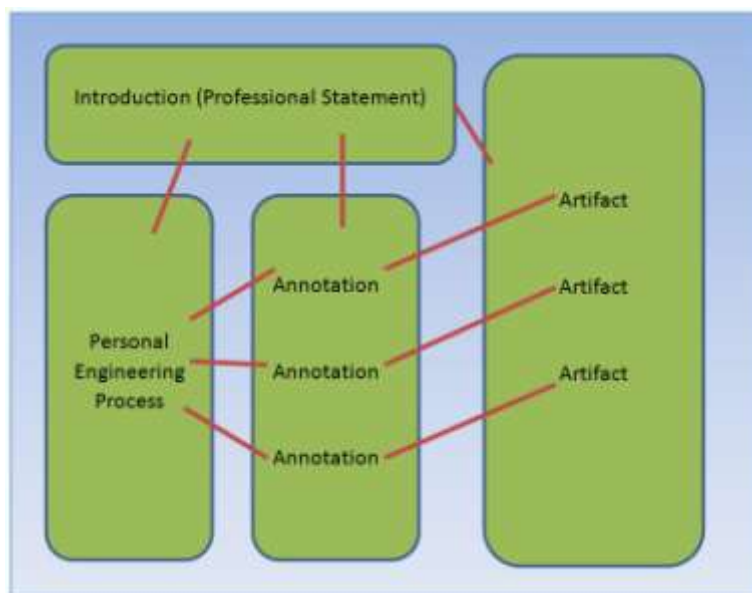 Introduction (Professional Statement)
Personal
Engineering
Process
Annotation
Annotation
Annotation
Artifact
Artifact
Artifact